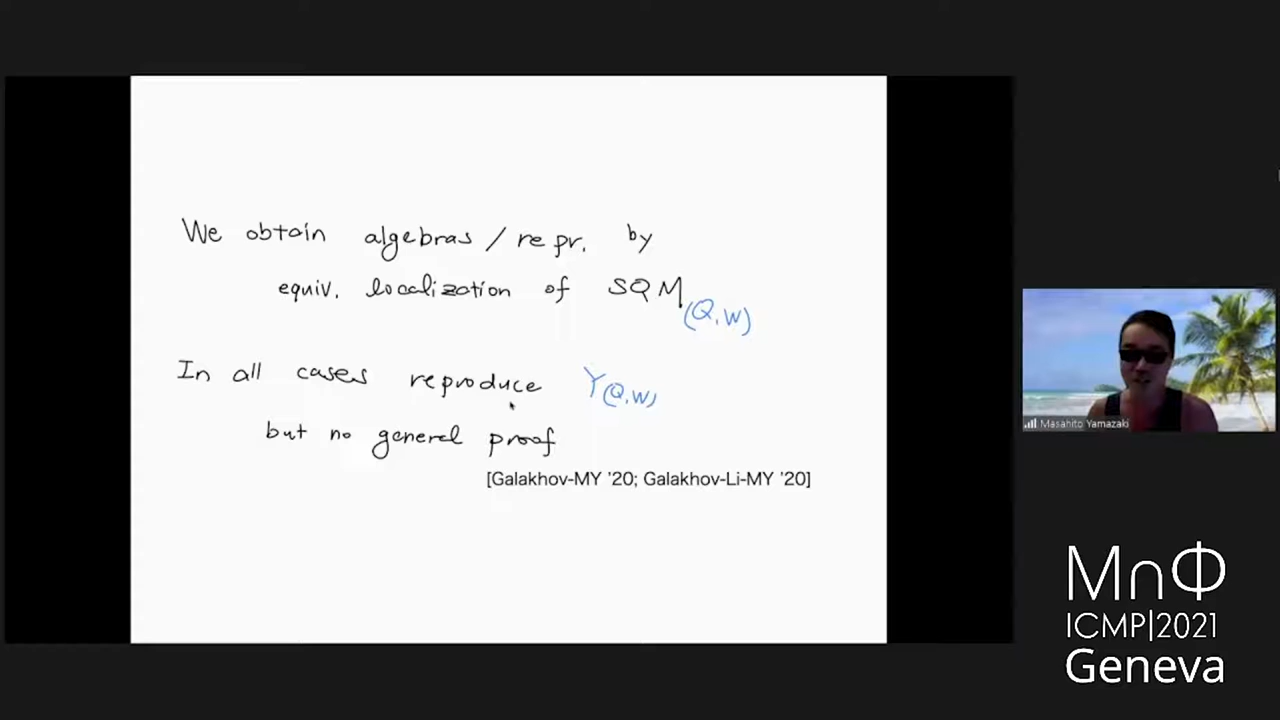 We obtain algebras / repr. by
equiv. localization of SQM(Q,W)
In all cases reproduce Y(Q,W)
but no general proof
[Galakhov-MY '20; Galakhov-Li-MY '20]
Masahito Yamazaki
M∩Φ
ICMP|2021
Geneva